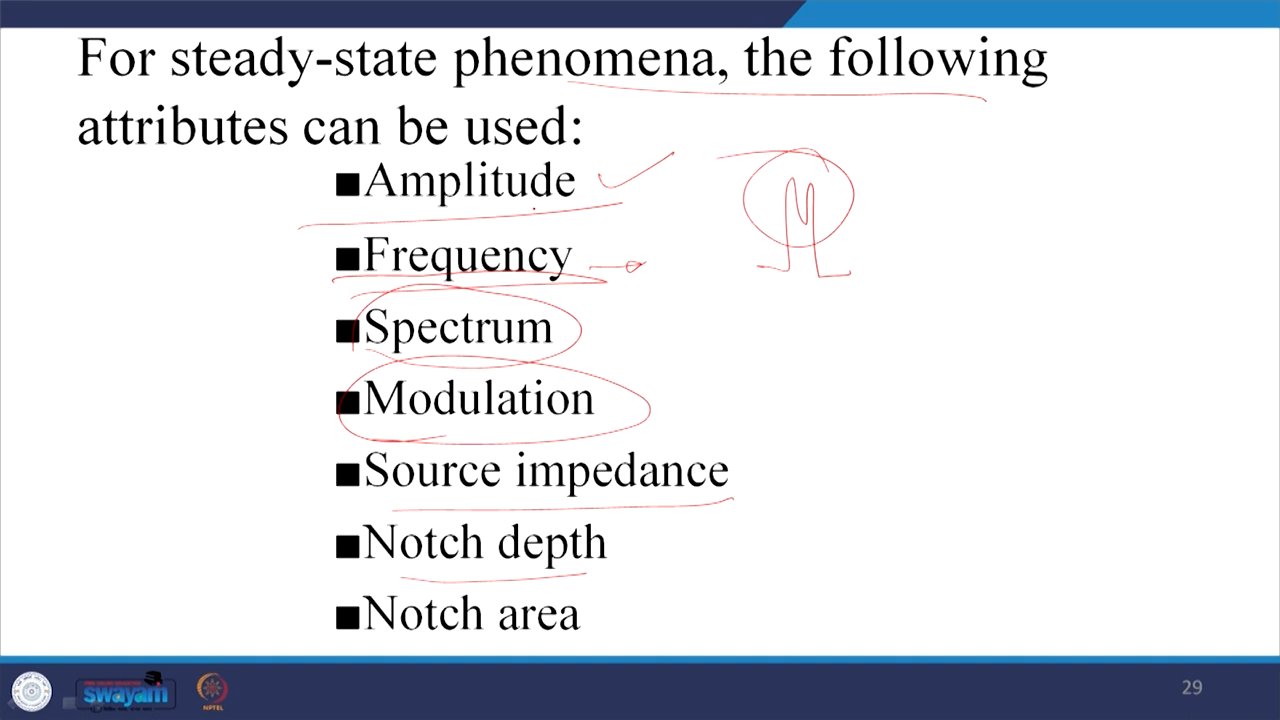 For steady-state phenomena, the following
attributes can be used:
■Amplitude
■Frequency
■Spectrum
■Modulation
■Source impedance
■Notch depth
■Notch area
swayam
NPTEL
29